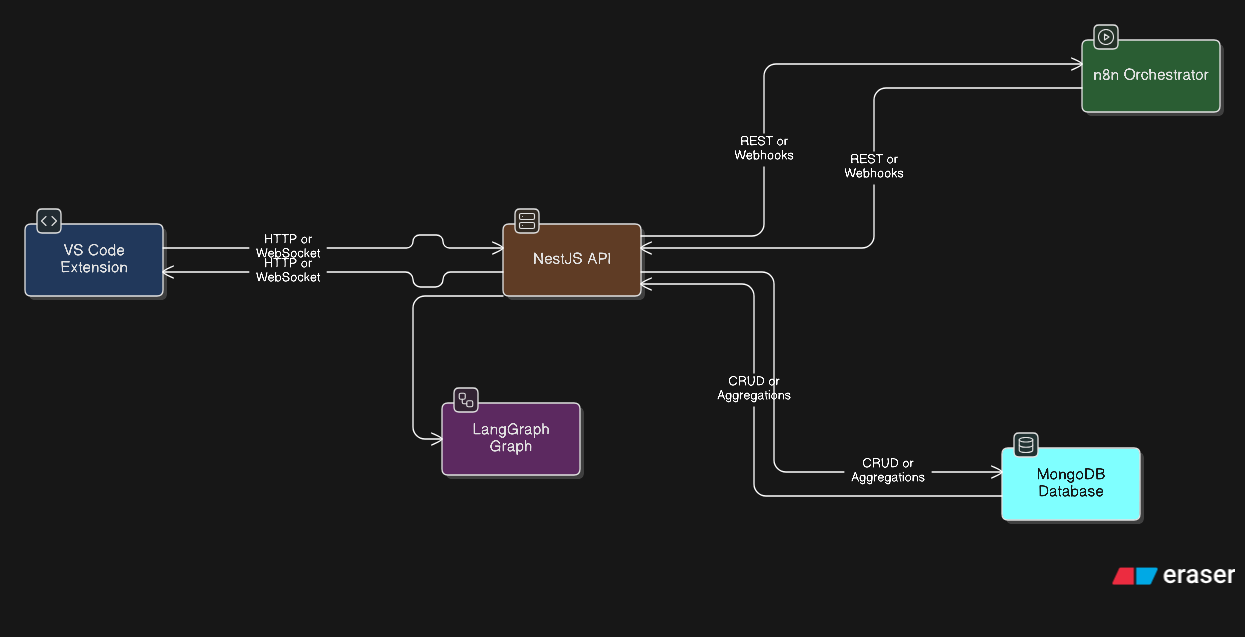 n8n Orchestrator
REST or
Webhooks
REST or
Webhooks
VS Code
Extension
HTTP or
WebSocket
HTTP or
WebSocket
NestJS API
CRUD or
Aggregations
LangGraph
Graph
CRUD or
Aggregations
MongoDB
Database
eraser